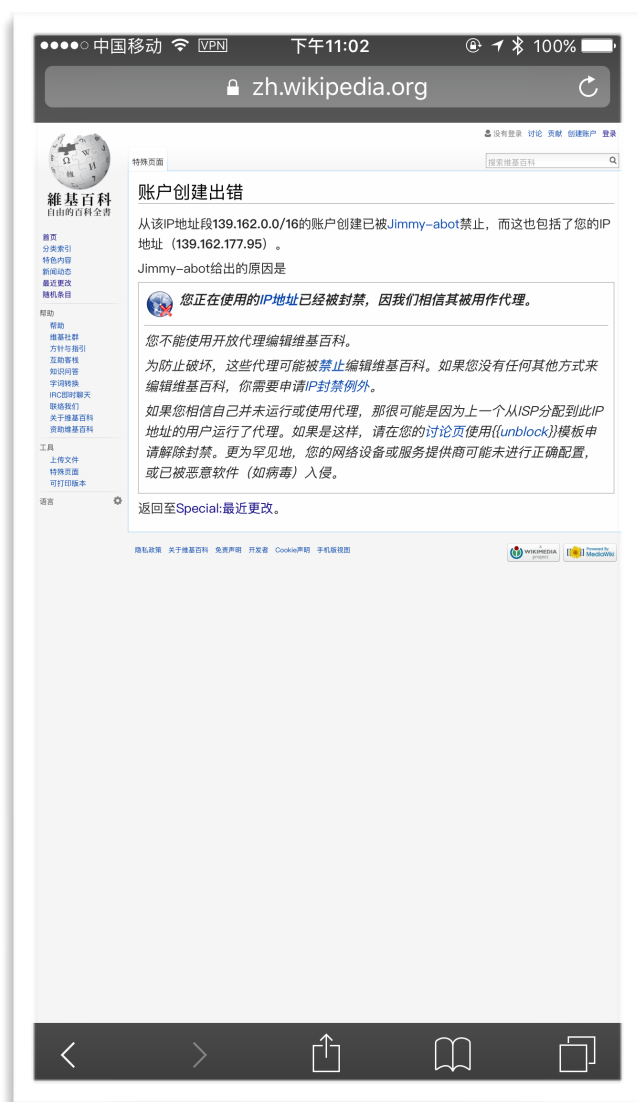 中国移动 VPN 下午11:02 100%
zh.wikipedia.org
没有登录 讨论 贡献 创建账户 登录
特殊页面
搜索维基百科
維基百科
自由的百科全書
首页
分类索引
特色内容
新闻动态
最近更改
随机条目
帮助
帮助
维基社群
方针与指引
互助客栈
知识问答
字词转换
IRC即时聊天
联络我们
关于维基百科
资助维基百科
工具
上传文件
特殊页面
可打印版本
语言
账户创建出错
从该IP地址段139.162.0.0/16的账户创建已被Jimmy-abot禁止，而这也包括了您的IP
地址（139.162.177.95）。
Jimmy-abot给出的原因是
您正在使用的IP地址已经被封禁，因我们相信其被用作代理。
您不能使用开放代理编辑维基百科。
为防止破坏，这些代理可能被禁止编辑维基百科。如果您没有任何其他方式来
编辑维基百科，你需要申请IP封禁例外。
如果您相信自己并未运行或使用代理，那很可能是因为上一个从ISP分配到此IP
地址的用户运行了代理。如果是这样，请在您的讨论页使用{{unblock}}模板申
请解除封禁。更为罕见地，您的网络设备或服务提供商可能未进行正确配置，
或已被恶意软件（如病毒）入侵。
返回至Special:最近更改。
隐私政策 关于维基百科 免责声明 开发者 Cookie声明 手机版视图
A
WIKIMEDIA
project
Powered By
MediaWiki